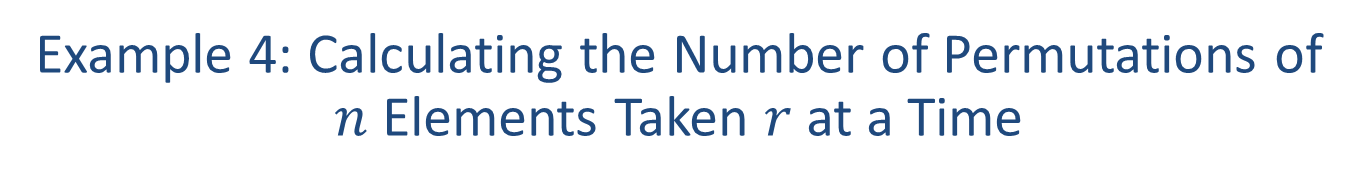 Example 4: Calculating the Number of Permutations of
n Elements Taken r at a Time